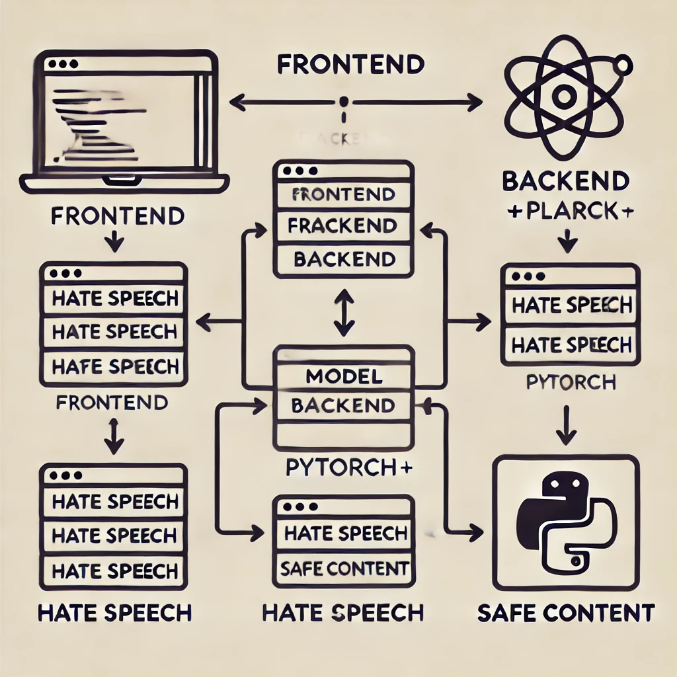 FRONTEND
FRONTEND
BACKEND
+PLARCK+
FRONTEND
FRACKEND
BACKEND
HATE SPEECH
HATE SPEECH
HAFE SPEECH
FRONTEND
HATE SPEECH
HATE SPEECH
PYTORCH
MODEL
BACKEND
PYTORCH+
HATE SPEECH
HATE SPEECH
HATE SPEECH
HATE SPEECH
HATE SPEECH
SAFE CONTENT
HATE SPEECH
SAFE CONTENT